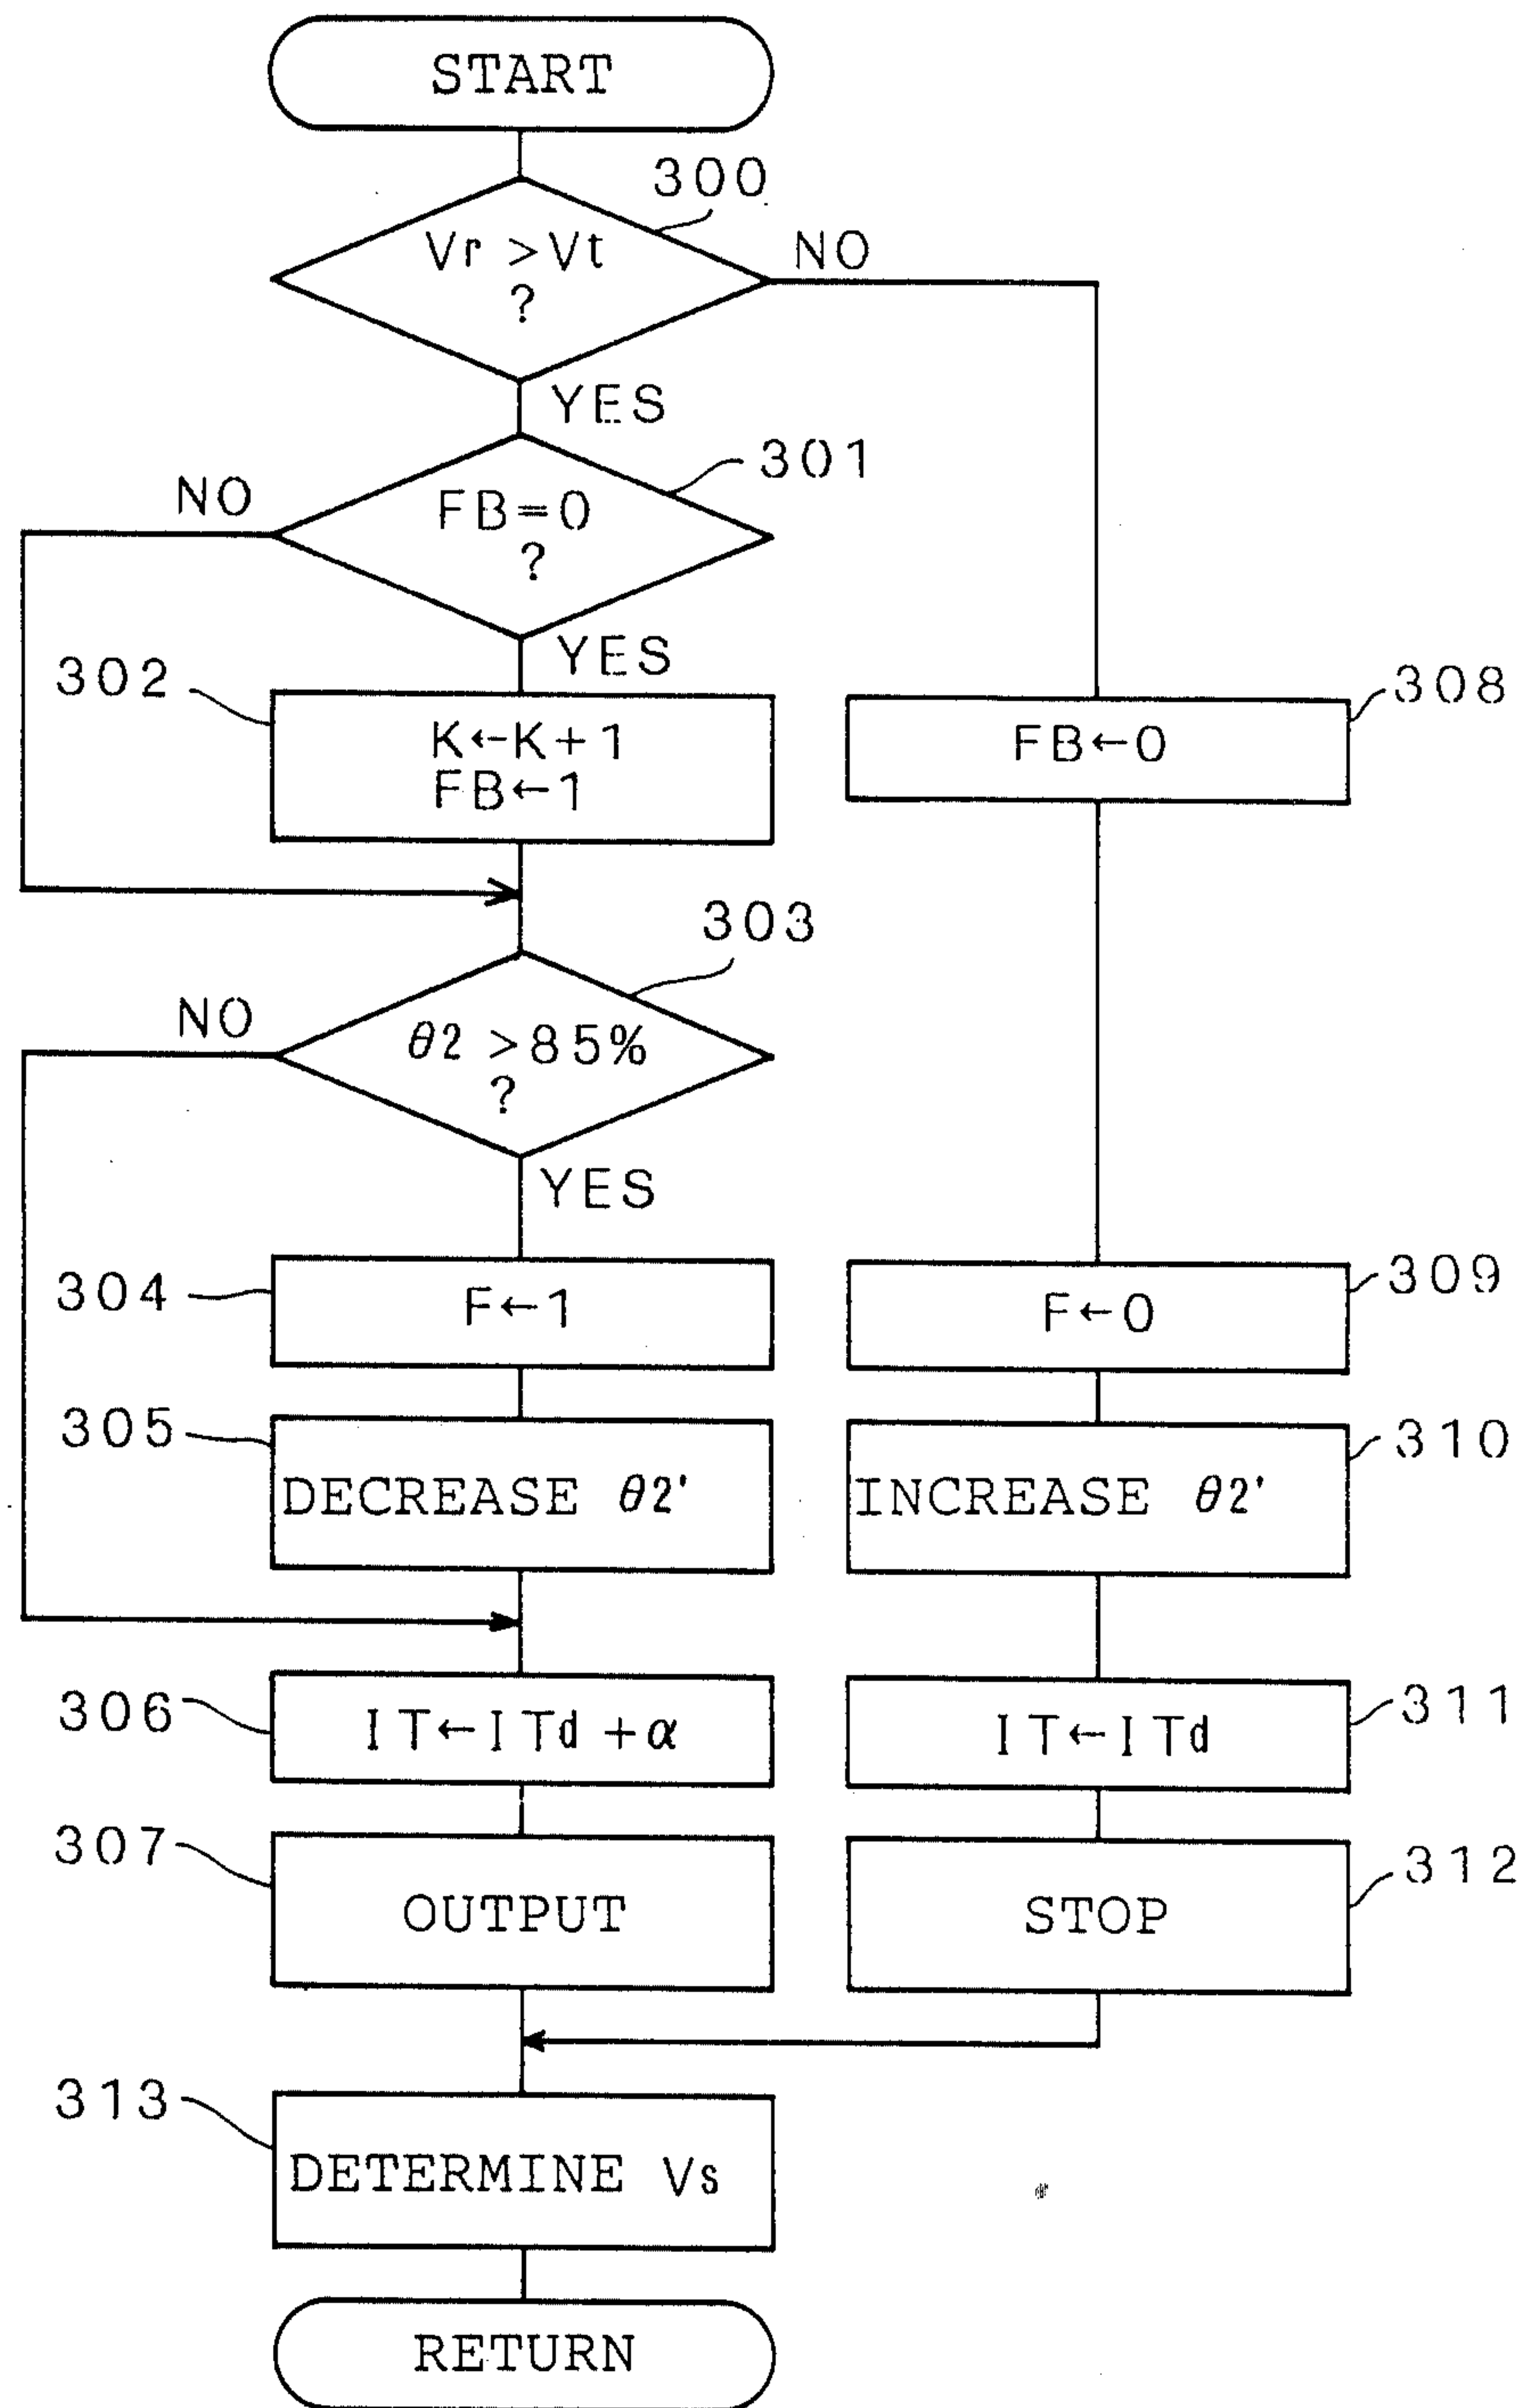 START
300
Vr > Vt
?
NO
YES
301
NO
FB=0
?
YES
302
K←K+1
FB←1
308
FB←0
303
NO
θ2 > 85%
?
YES
304
F←1
309
F←0
305
DECREASE θ2'
310
INCREASE θ2'
306
IT←ITd+α
311
IT←ITd
307
OUTPUT
312
STOP
313
DETERMINE Vs
RETURN